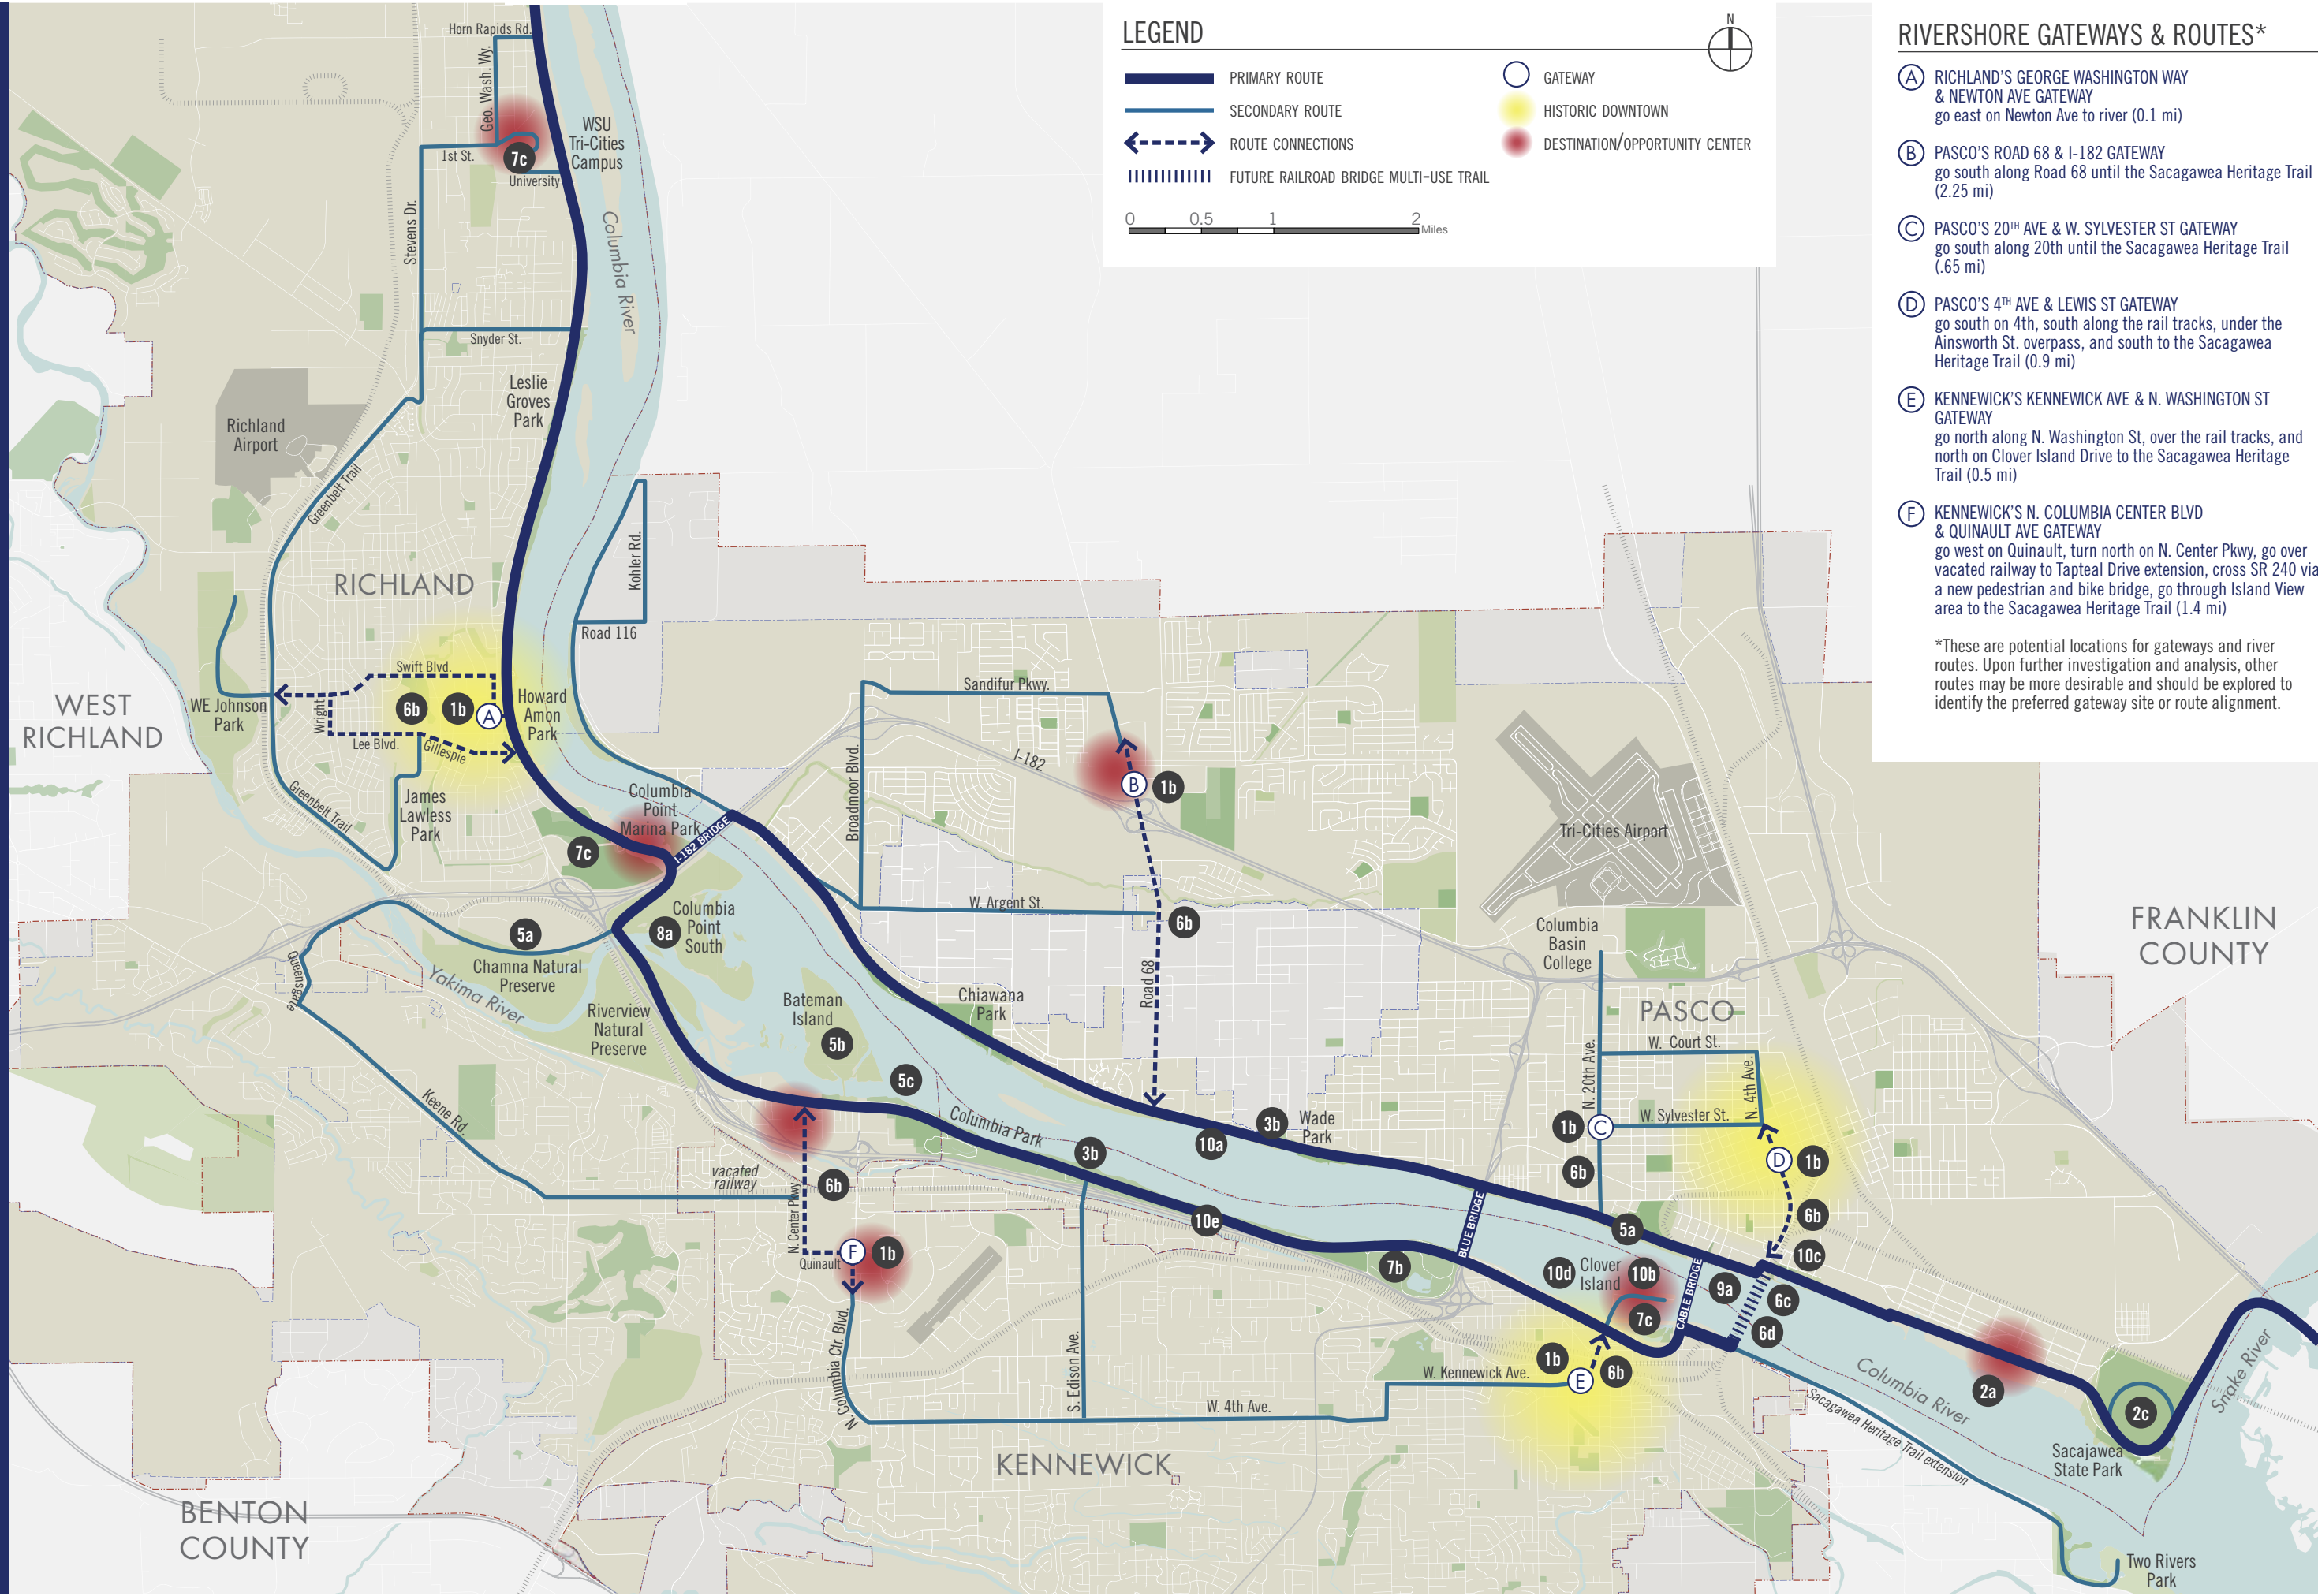 LEGEND
N
PRIMARY ROUTE
SECONDARY ROUTE
ROUTE CONNECTIONS
FUTURE RAILROAD BRIDGE MULTI-USE TRAIL
GATEWAY
HISTORIC DOWNTOWN
DESTINATION/OPPORTUNITY CENTER
0 0.5 1 2
Miles
RIVERSHORE GATEWAYS & ROUTES*
A RICHLAND'S GEORGE WASHINGTON WAY
& NEWTON AVE GATEWAY
go east on Newton Ave to river (0.1 mi)
B PASCO'S ROAD 68 & I-182 GATEWAY
go south along Road 68 until the Sacagawea Heritage Trail
(2.25 mi)
C PASCO'S 20TH AVE & W. SYLVESTER ST GATEWAY
go south along 20th until the Sacagawea Heritage Trail
(.65 mi)
D PASCO'S 4TH AVE & LEWIS ST GATEWAY
go south on 4th, south along the rail tracks, under the
Ainsworth St. overpass, and south to the Sacagawea
Heritage Trail (0.9 mi)
E KENNEWICK'S KENNEWICK AVE & N. WASHINGTON ST
GATEWAY
go north along N. Washington St, over the rail tracks, and
north on Clover Island Drive to the Sacagawea Heritage
Trail (0.5 mi)
F KENNEWICK'S N. COLUMBIA CENTER BLVD
& QUINAULT AVE GATEWAY
go west on Quinault, turn north on N. Center Pkwy, go over
vacated railway to Tapteal Drive extension, cross SR 240 via
a new pedestrian and bike bridge, go through Island View
area to the Sacagawea Heritage Trail (1.4 mi)
*These are potential locations for gateways and river
routes. Upon further investigation and analysis, other
routes may be more desirable and should be explored to
identify the preferred gateway site or route alignment.
Horn Rapids Rd.
Geo. Wash. Wy.
WSU
Tri-Cities
Campus
1st St.
7c
University
Stevens Dr.
Columbia River
Snyder St.
Leslie
Groves
Park
Richland
Airport
Greenbelt Trail
Kohler Rd.
RICHLAND
Road 116
Swift Blvd.
WEST
RICHLAND
WE Johnson
Park
Wright
6b
1b
A
Howard
Amon
Park
Lee Blvd.
Gillespie
Greenbelt Trail
James
Lawless
Park
Columbia
Point
Marina Park
I-182 BRIDGE
7c
Sandifur Pkwy.
Broadmoor Blvd.
I-182
B
1b
Tri-Cities Airport
W. Argent St.
6b
Road 68
5a
8a
Columbia
Point
South
Chamna Natural
Preserve
Queensgate
Yakima River
Riverview
Natural
Preserve
Bateman
Island
5b
5c
Chiawana
Park
Columbia
Basin
College
PASCO
FRANKLIN
COUNTY
W. Court St.
N. 20th Ave.
N. 4th Ave.
W. Sylvester St.
1b
C
6b
D
1b
6b
10c
Keene Rd.
Columbia Park
3b
10a
3b
Wade
Park
vacated
railway
6b
N. Center Pkwy.
Quinault
F
1b
10e
BLUE BRIDGE
7b
5a
10d
Clover
Island
10b
7c
CABLE BRIDGE
9a
6c
6d
N. Columbia Ctr. Blvd.
S. Edison Ave.
W. 4th Ave.
W. Kennewick Ave.
1b
E
6b
KENNEWICK
2a
Columbia River
Sacagawea Heritage Trail extension
2c
Snake River
Sacajawea
State Park
Two Rivers
Park
BENTON
COUNTY